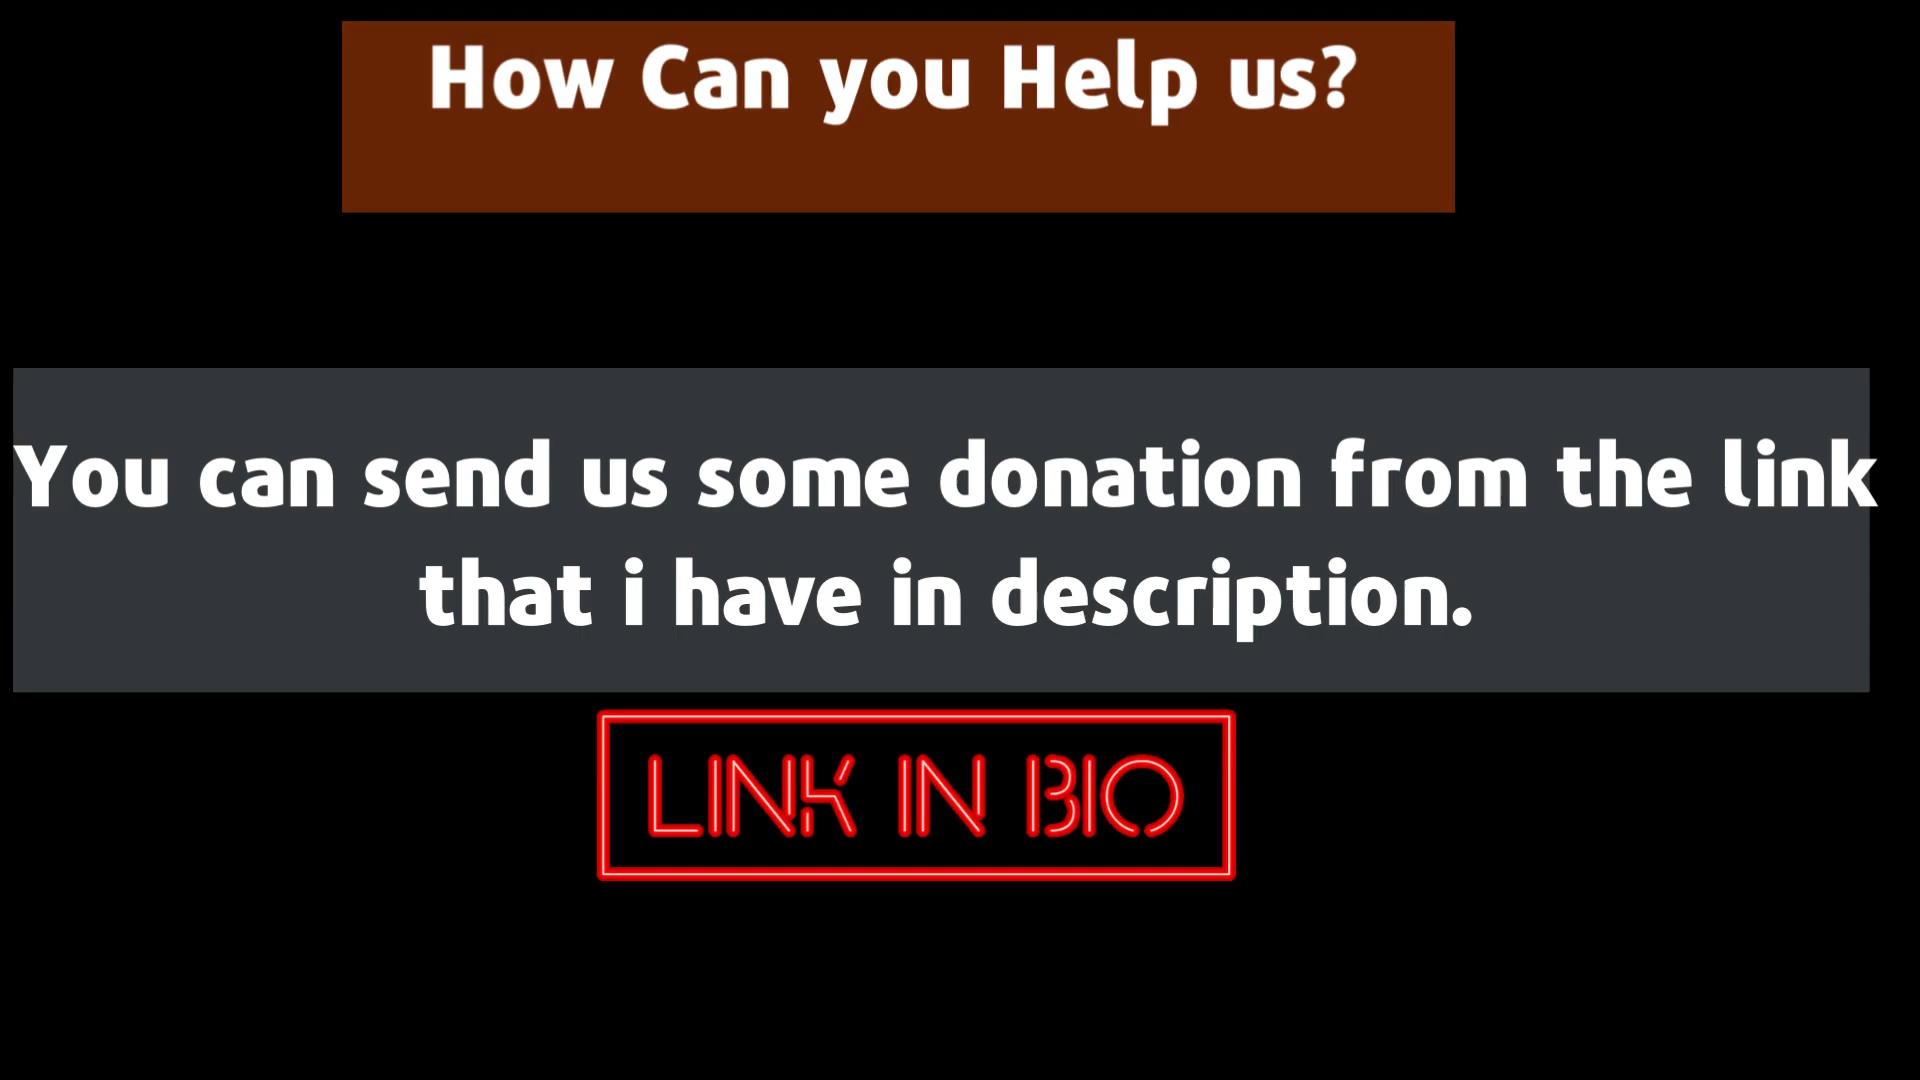 How Can you Help us?
You can send us some donation from the link
that i have in description.
LINK IN BIO